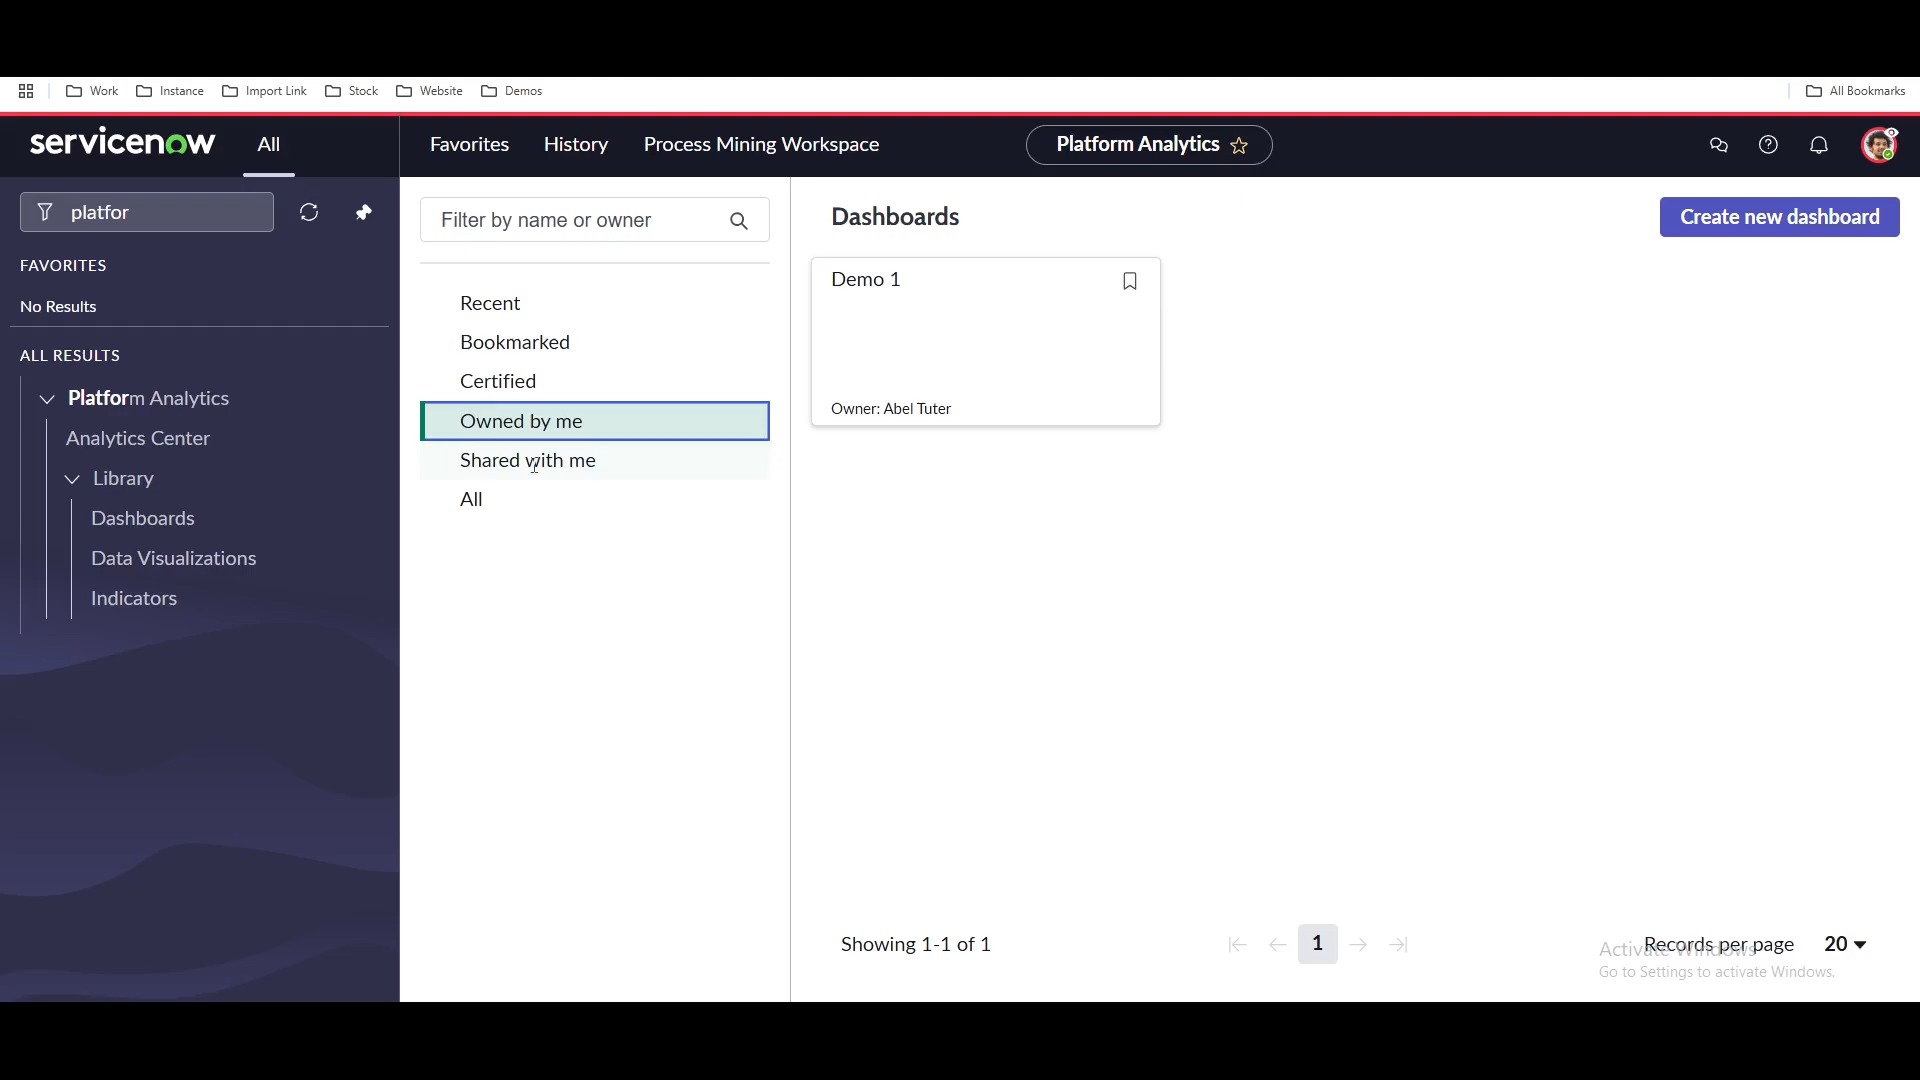 Work
Instance
Import Link
Stock
Website
Demos
All Bookmarks
servicenow
All
Favorites
History
Process Mining Workspace
Platform Analytics
platfor
FAVORITES
No Results
ALL RESULTS
Platform Analytics
Analytics Center
Library
Dashboards
Data Visualizations
Indicators
Filter by name or owner
Recent
Bookmarked
Certified
Owned by me
Shared with me
All
Dashboards
Create new dashboard
Demo 1
Owner: Abel Tuter
Showing 1-1 of 1
1
Records per page
20
Activate Windows
Go to Settings to activate Windows.